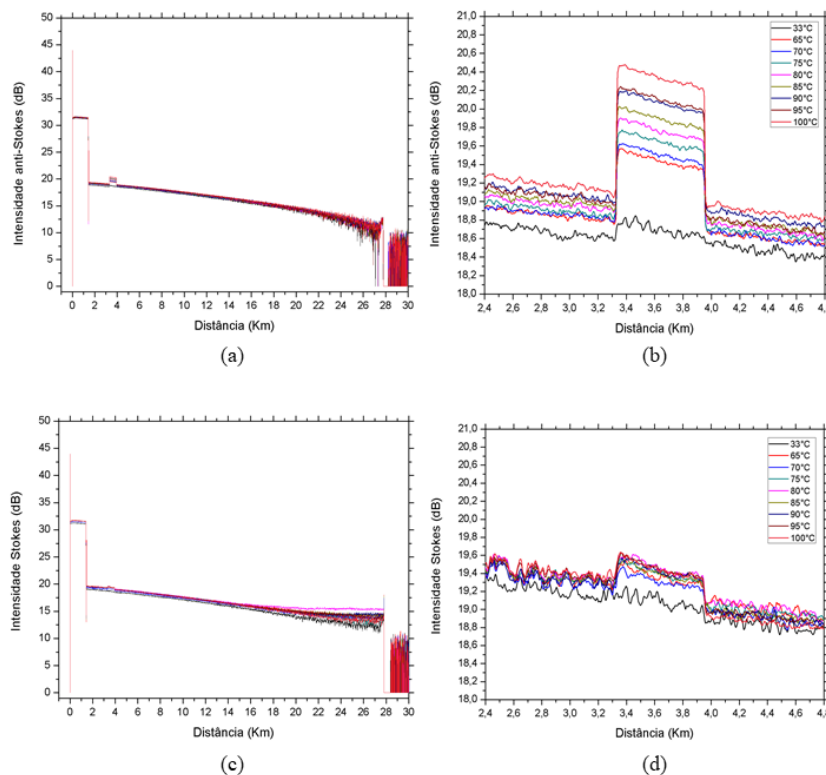 50
45
40
35
30
25
20
15
10
5
0
Intensidade anti-Stokes (dB)
0 2 4 6 8 10 12 14 16 18 20 22 24 26 28 30
Distância (Km)
(a)
21,0
20,8
20,6
20,4
20,2
20,0
19,8
19,6
19,4
19,2
19,0
18,8
18,6
18,4
18,2
18,0
Intensidade anti-Stokes (dB)
33°C
65°C
70°C
75°C
80°C
85°C
90°C
95°C
100°C
2,4 2,6 2,8 3,0 3,2 3,4 3,6 3,8 4,0 4,2 4,4 4,6 4,8
Distância (Km)
(b)
50
45
40
35
30
25
20
15
10
5
0
Intensidade Stokes (dB)
0 2 4 6 8 10 12 14 16 18 20 22 24 26 28 30
Distância (Km)
(c)
21,0
20,8
20,6
20,4
20,2
20,0
19,8
19,6
19,4
19,2
19,0
18,8
18,6
18,4
18,2
18,0
Intensidade Stokes (dB)
33°C
65°C
70°C
75°C
80°C
85°C
90°C
95°C
100°C
2,4 2,6 2,8 3,0 3,2 3,4 3,6 3,8 4,0 4,2 4,4 4,6 4,8
Distância (Km)
(d)